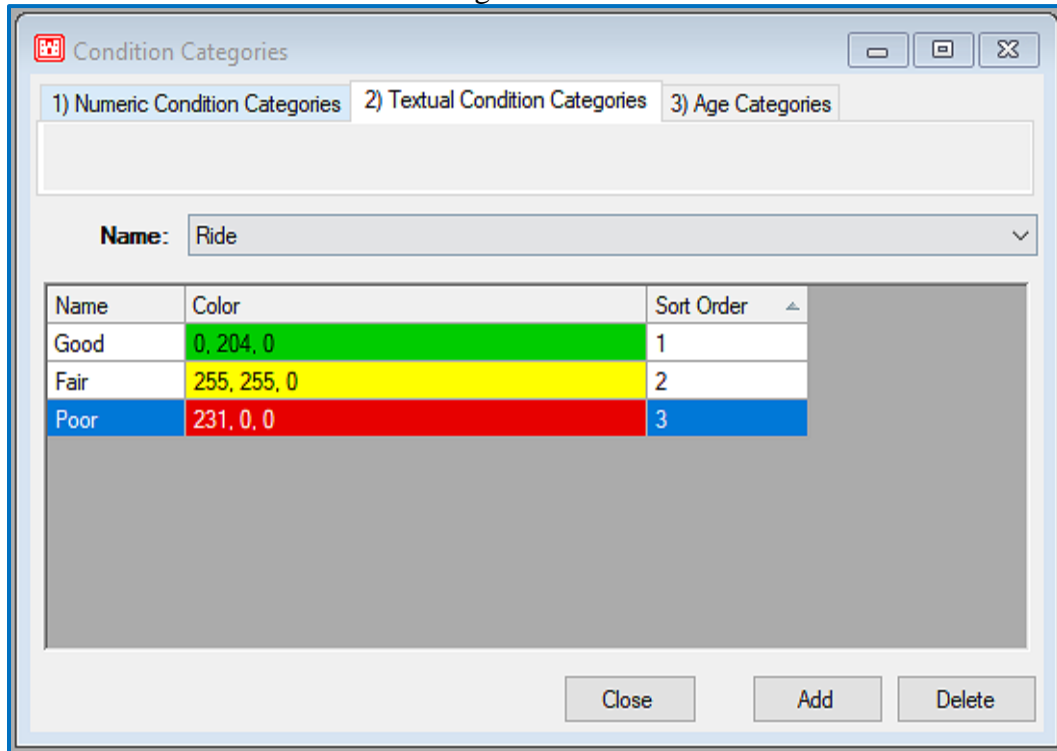 Condition Categories
1) Numeric Condition Categories 2) Textual Condition Categories 3) Age Categories
Name: Ride
Name Color Sort Order
Good 0, 204, 0 1
Fair 255, 255, 0 2
Poor 231, 0, 0 3
Close Add Delete